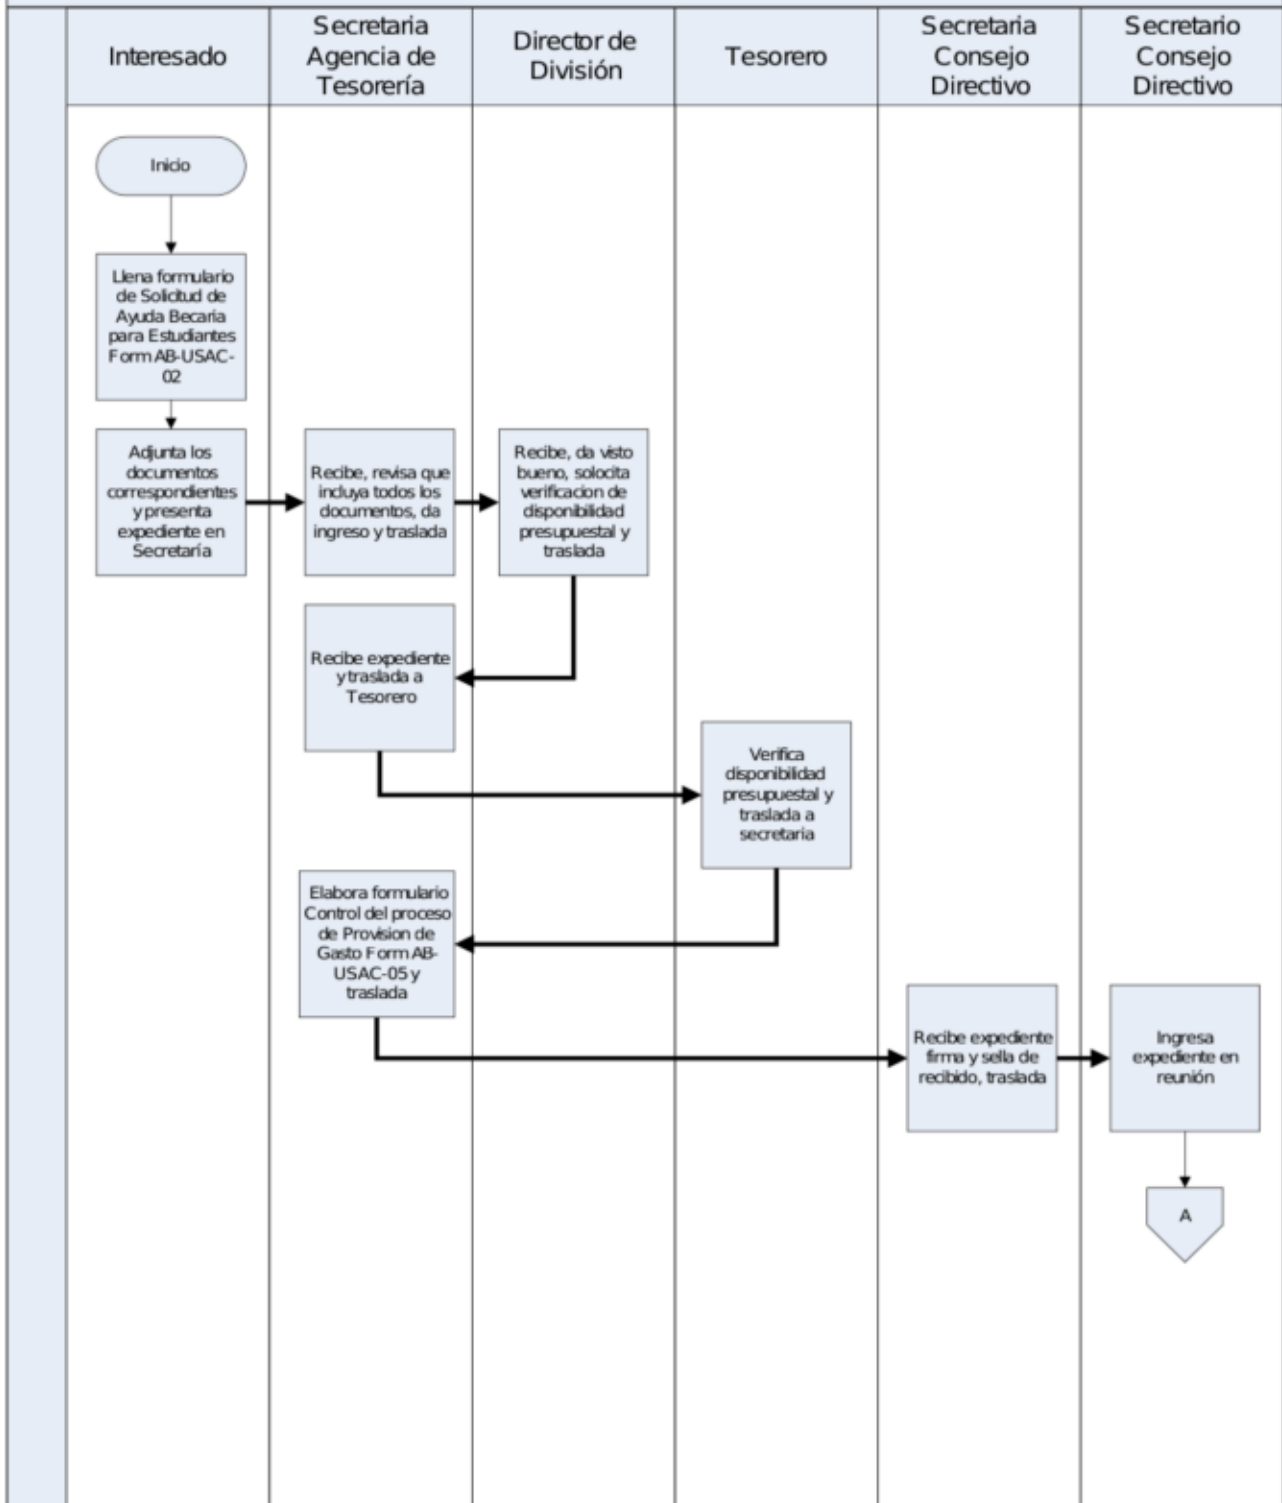 Interesado
Secretaria
Agencia de
Tesorería
Director de
División
Tesorero
Secretaria
Consejo
Directivo
Secretario
Consejo
Directivo
Inicio
Llena formulario
de Solicitud de
Ayuda Becaria
para Estudiantes
Form AB-USAC-
02
Adjunta los
documentos
correspondientes
y presenta
expediente en
Secretaría
Recibe, revisa que
incluya todos los
documentos, da
ingreso y traslada
Recibe, da visto
bueno, solocita
verificacion de
disponibilidad
presupuestal y
traslada
Recibe expediente
y traslada a
Tesorero
Verifica
disponibilidad
presupuestal y
traslada a
secretaria
Elabora formulario
Control del proceso
de Provision de
Gasto Form AB-
USAC-05 y
traslada
Recibe expediente
firma y sella de
recibido, traslada
Ingresa
expediente en
reunión
A